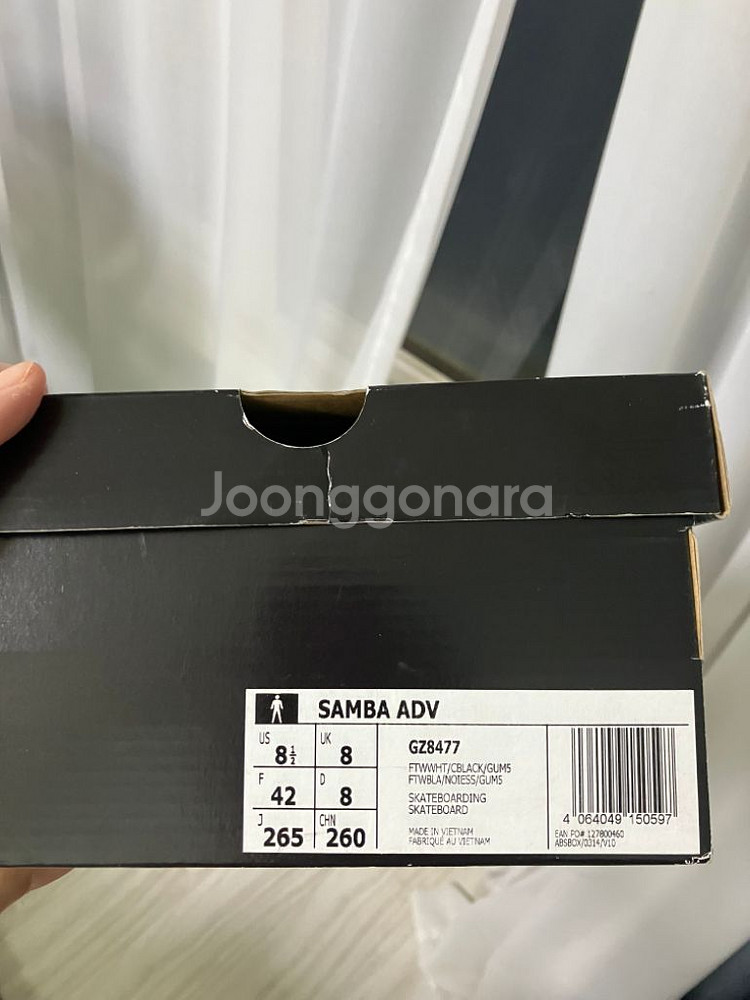 Joonggonara
SAMBA ADV
US 8½ UK 8
F 42 D 8
J 265 CHN 260
GZ8477
FTWWHT/CBLACK/GUM5
FTWBLA/NOIESS/GUM5
SKATEBOARDING
SKATEBOARD
MADE IN VIETNAM
FABRIQUÉ AU VIETNAM
4 064049 150597
EAN PO# 127800460
ABSBOX/0314/V10